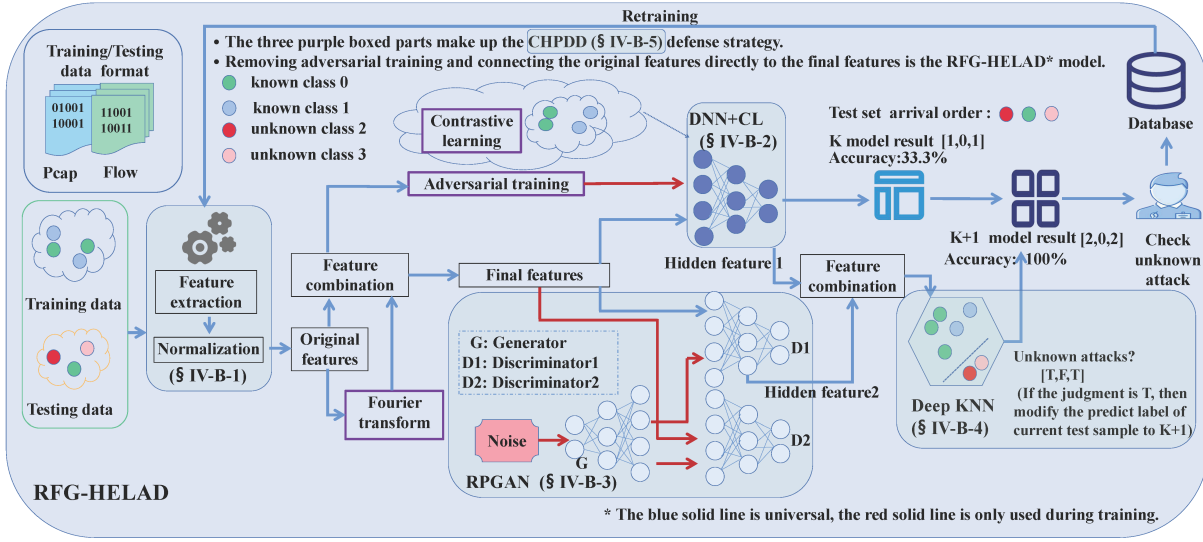 Retraining
• The three purple boxed parts make up the CHPDD (§ IV-B-5) defense strategy.
• Removing adversarial training and connecting the original features directly to the final features is the RFG-HELAD* model.
Training/Testing
data format
01001
10001
11001
10011
Pcap Flow
known class 0
known class 1
unknown class 2
unknown class 3
Contrastive
learning
DNN+CL
(§ IV-B-2)
Test set arrival order :
K model result [1,0,1]
Accuracy:33.3%
Database
Adversarial training
K+1 model result [2,0,2]
Accuracy: 100%
Check
unknown
attack
Training data
Testing data
Feature
extraction
Normalization
(§ IV-B-1)
Original
features
Feature
combination
Fourier
transform
Final features
Hidden feature 1
Feature
combination
G: Generator
D1: Discriminator1
D2: Discriminator2
D1
Hidden feature2
D2
Noise
G
RPGAN (§ IV-B-3)
Deep KNN
(§ IV-B-4)
Unknown attacks?
[T,F,T]
(If the judgment is T, then
modify the predict label of
current test sample to K+1)
RFG-HELAD
* The blue solid line is universal, the red solid line is only used during training.